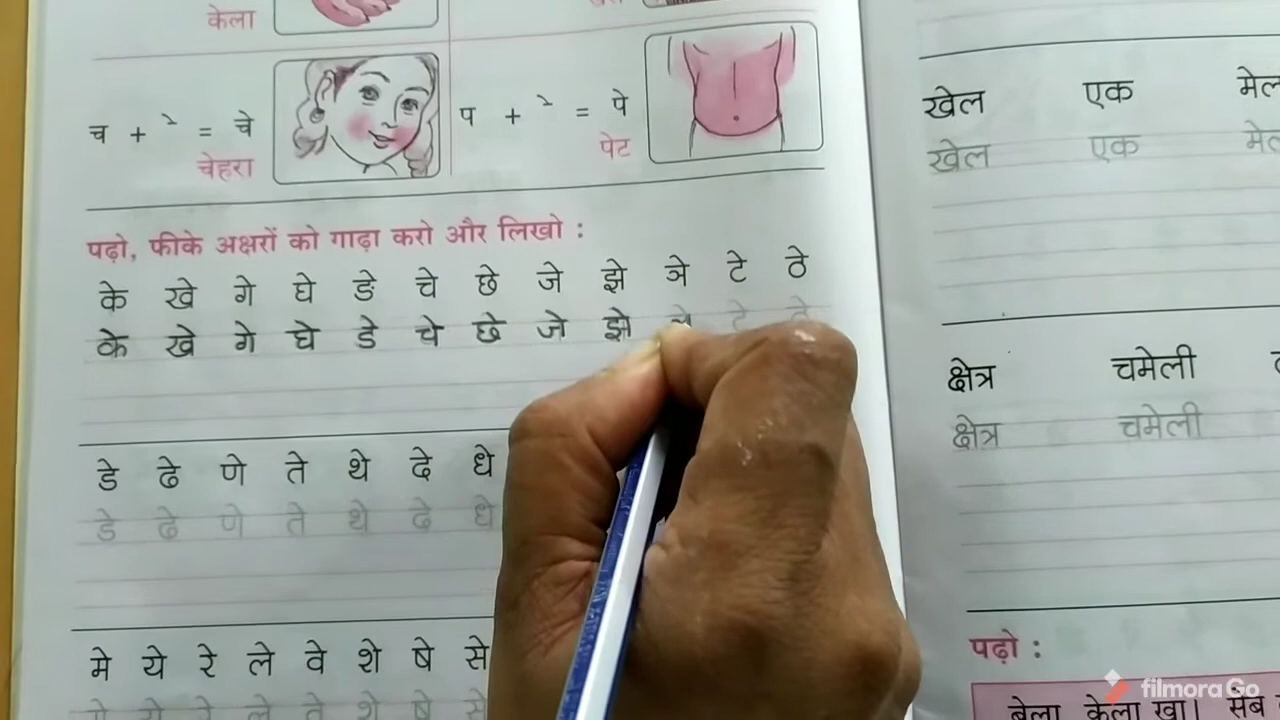 केला
च + े = चे
चेहरा
प + े = पे
पेट
पढ़ो, फीके अक्षरों को गाढ़ा करो और लिखो :
के खे गे घे ङे चे छे जे झे ञे टे ठे
के खे गे घे ङे चे छे जे झे टे ठे
डे ढे णे ते थे दे धे
डे ढे णे ते थे दे धे
मे ये रे ले वे शे षे से
मे ये रे ले वे शे षे से
खेल एक
खेल एक
क्षेत्र चमेली
क्षेत्र चमेली
पढ़ो :
बेला केला खा। सेब
filmoraGo